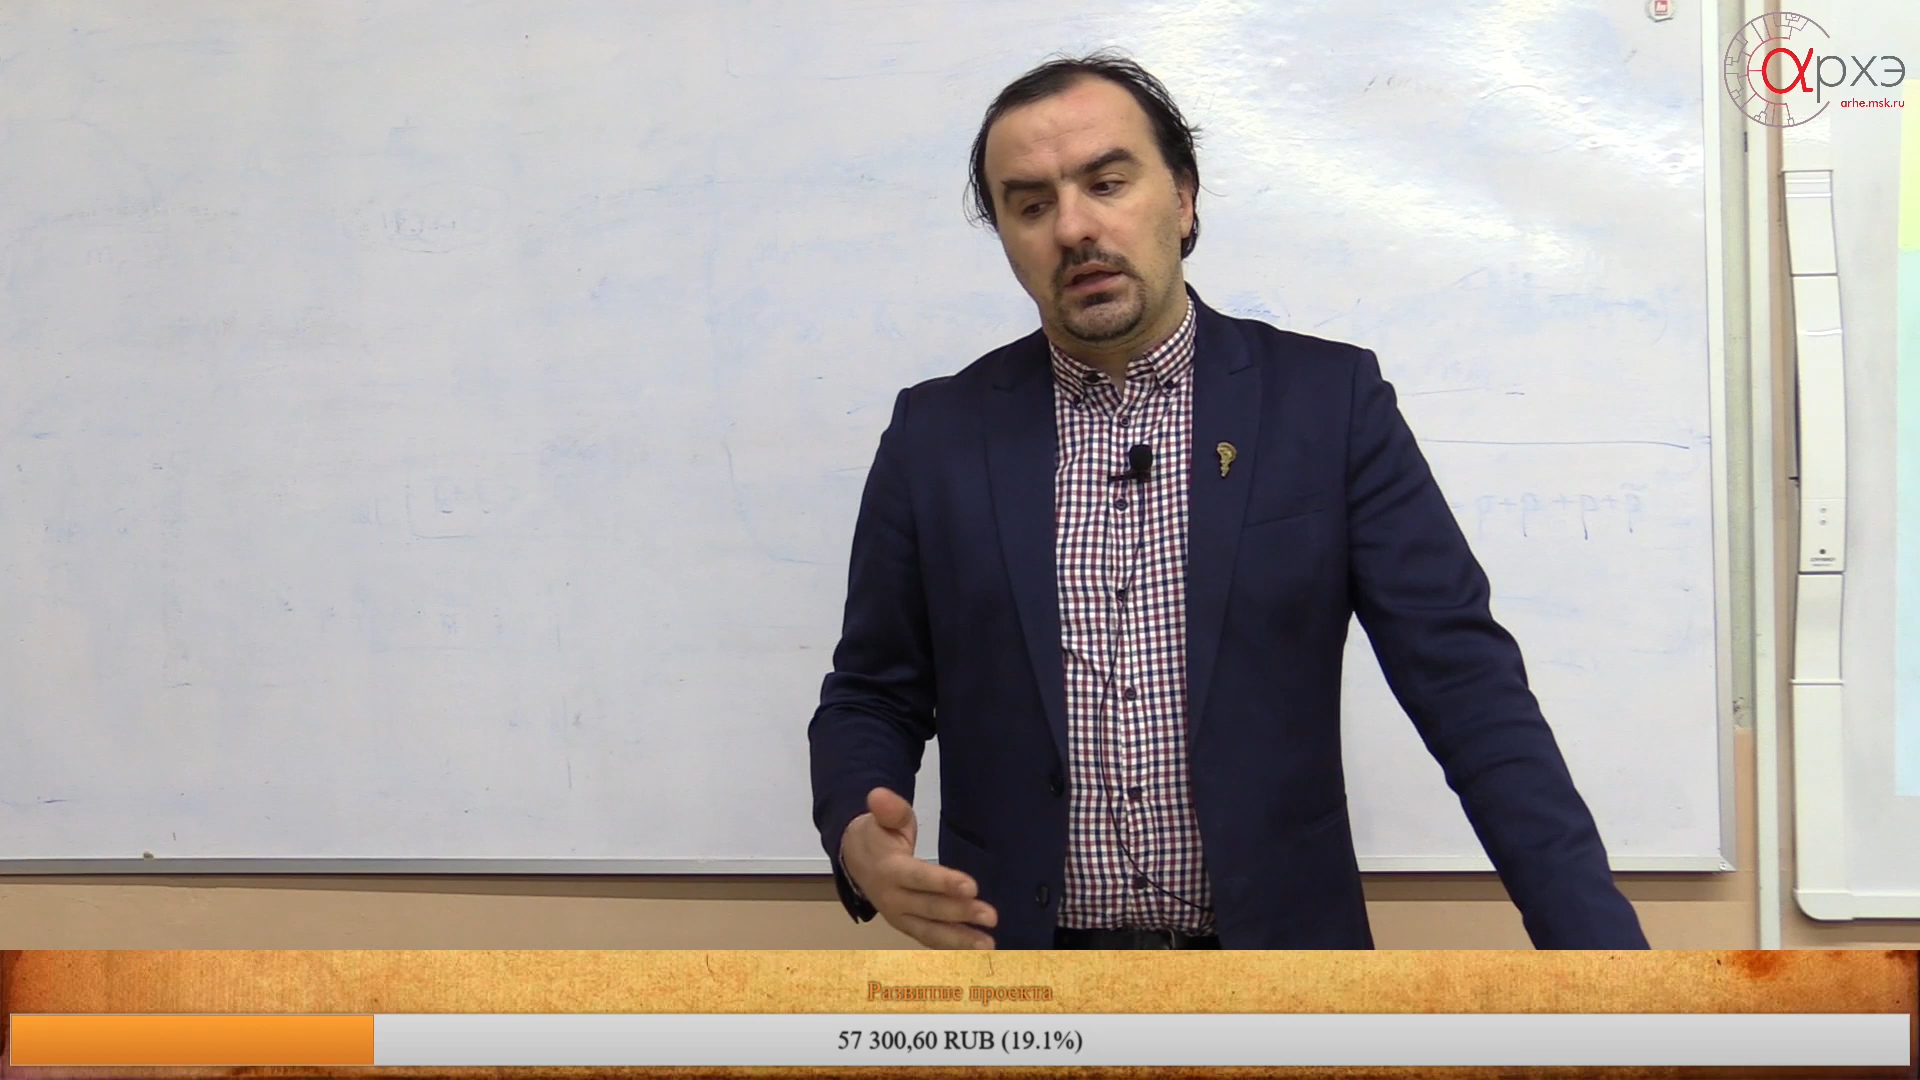 αрхэ
arhe.msk.ru
Развитие проекта
57 300,60 RUB (19.1%)